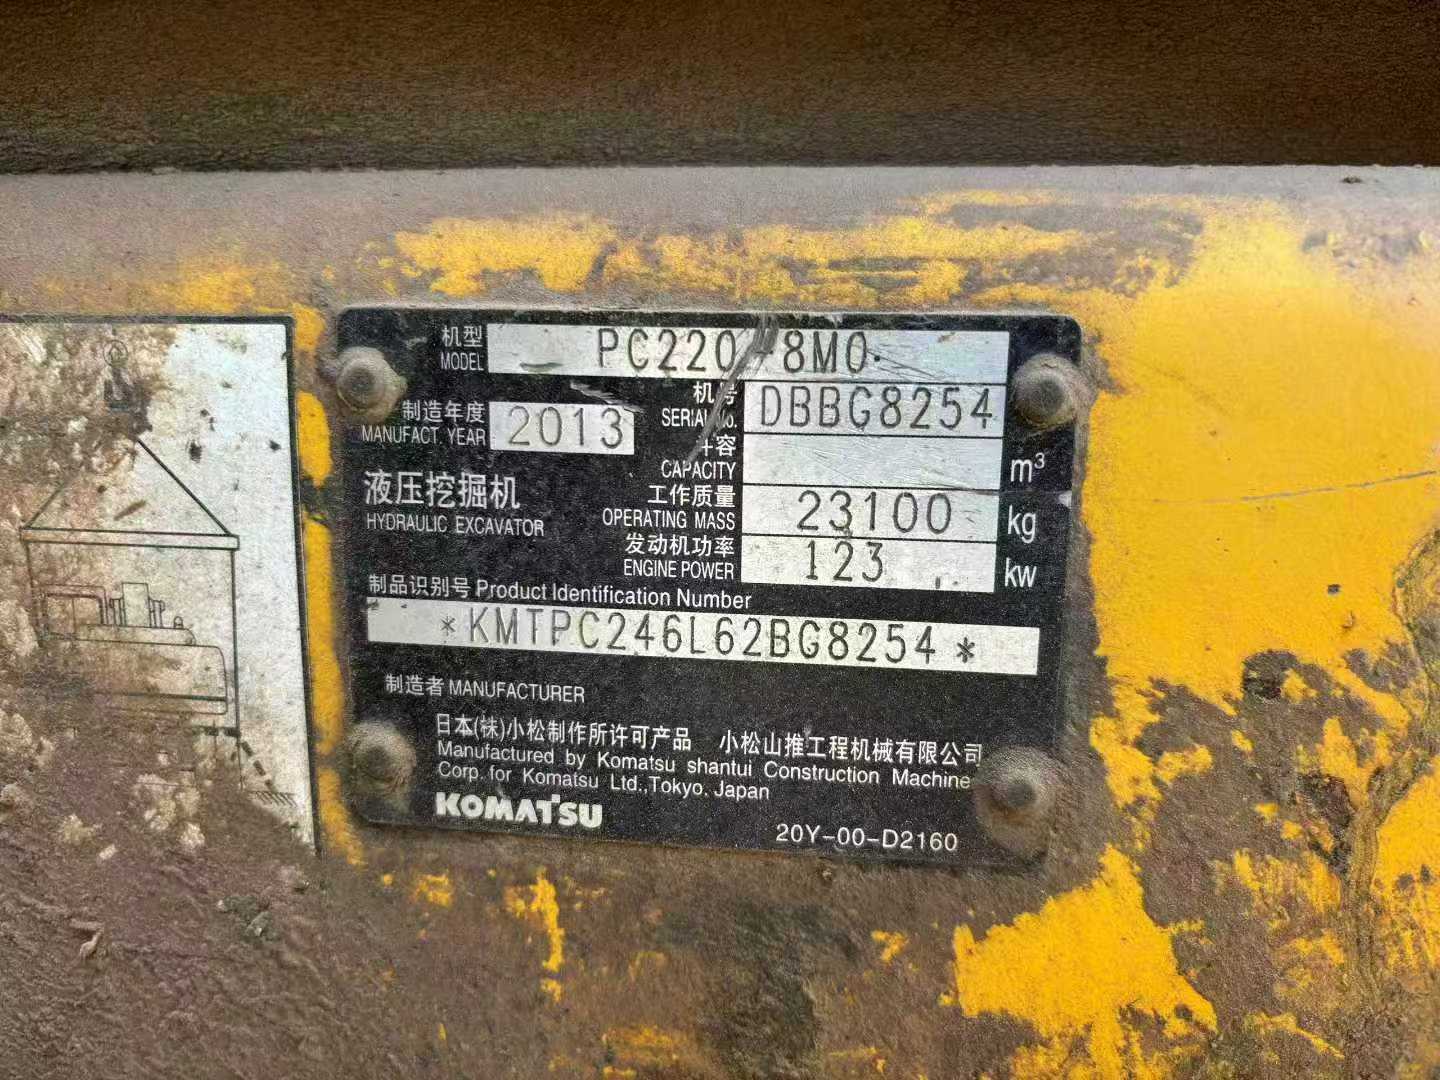 机型 PC220-8M0
MODEL
机号 DBBG8254
SERIAL No.
制造年度 2013
MANUFACT. YEAR
斗容
CAPACITY m³
液压挖掘机
HYDRAULIC EXCAVATOR
工作质量 23100 kg
OPERATING MASS
发动机功率 123 kw
ENGINE POWER
制品识别号 Product Identification Number
*KMTPC246L62BG8254*
制造者 MANUFACTURER
日本(株)小松制作所许可产品 小松山推工程机械有限公司
Manufactured by Komatsu shantui Construction Machine
Corp. for Komatsu Ltd.,Tokyo. Japan
KOMATSU
20Y-00-D2160